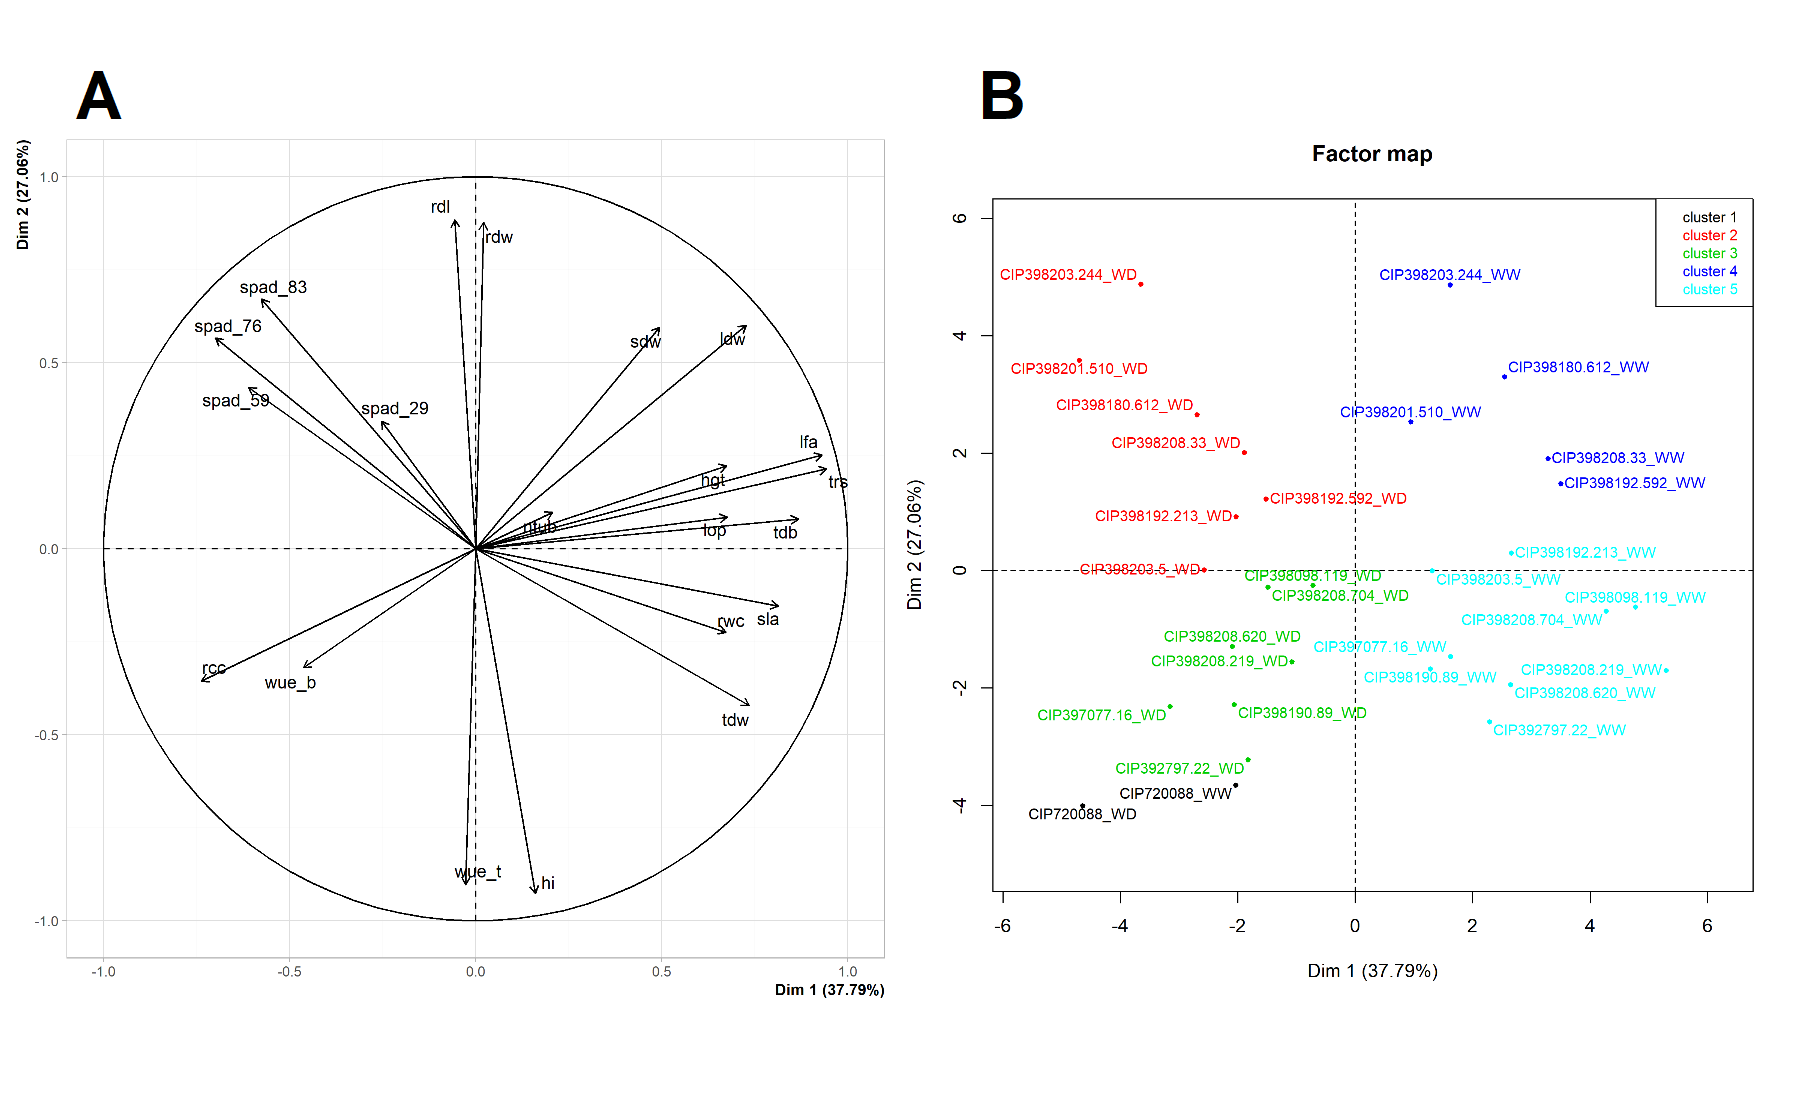 A
Dim 2 (27.06%)
1.0
0.5
0.0
-0.5
-1.0
rdl
rdw
spad_83
spad_76
spad_59
spad_29
sdw
ldw
lfa
hgt
trs
ntub
lop
tdb
rwc
sla
rcc
wue_b
tdw
wue_t
hi
-1.0
-0.5
0.0
0.5
1.0
Dim 1 (37.79%)
B
Factor map
cluster 1
cluster 2
cluster 3
cluster 4
cluster 5
Dim 2 (27.06%)
6
4
2
0
-2
-4
CIP398203.244_WD
CIP398203.244_WW
CIP398201.510_WD
CIP398180.612_WW
CIP398180.612_WD
CIP398201.510_WW
CIP398208.33_WD
CIP398208.33_WW
CIP398192.592_WW
CIP398192.592_WD
CIP398192.213_WD
CIP398192.213_WW
CIP398203.5_WD
CIP398098.119_WD
CIP398203.5_WW
CIP398208.704_WD
CIP398098.119_WW
CIP398208.704_WW
CIP398208.620_WD
CIP397077.16_WW
CIP398208.219_WD
CIP398208.219_WW
CIP398190.89_WW
CIP398208.620_WW
CIP397077.16_WD
CIP398190.89_WD
CIP392797.22_WW
CIP392797.22_WD
CIP720088_WW
CIP720088_WD
-6
-4
-2
0
2
4
6
Dim 1 (37.79%)